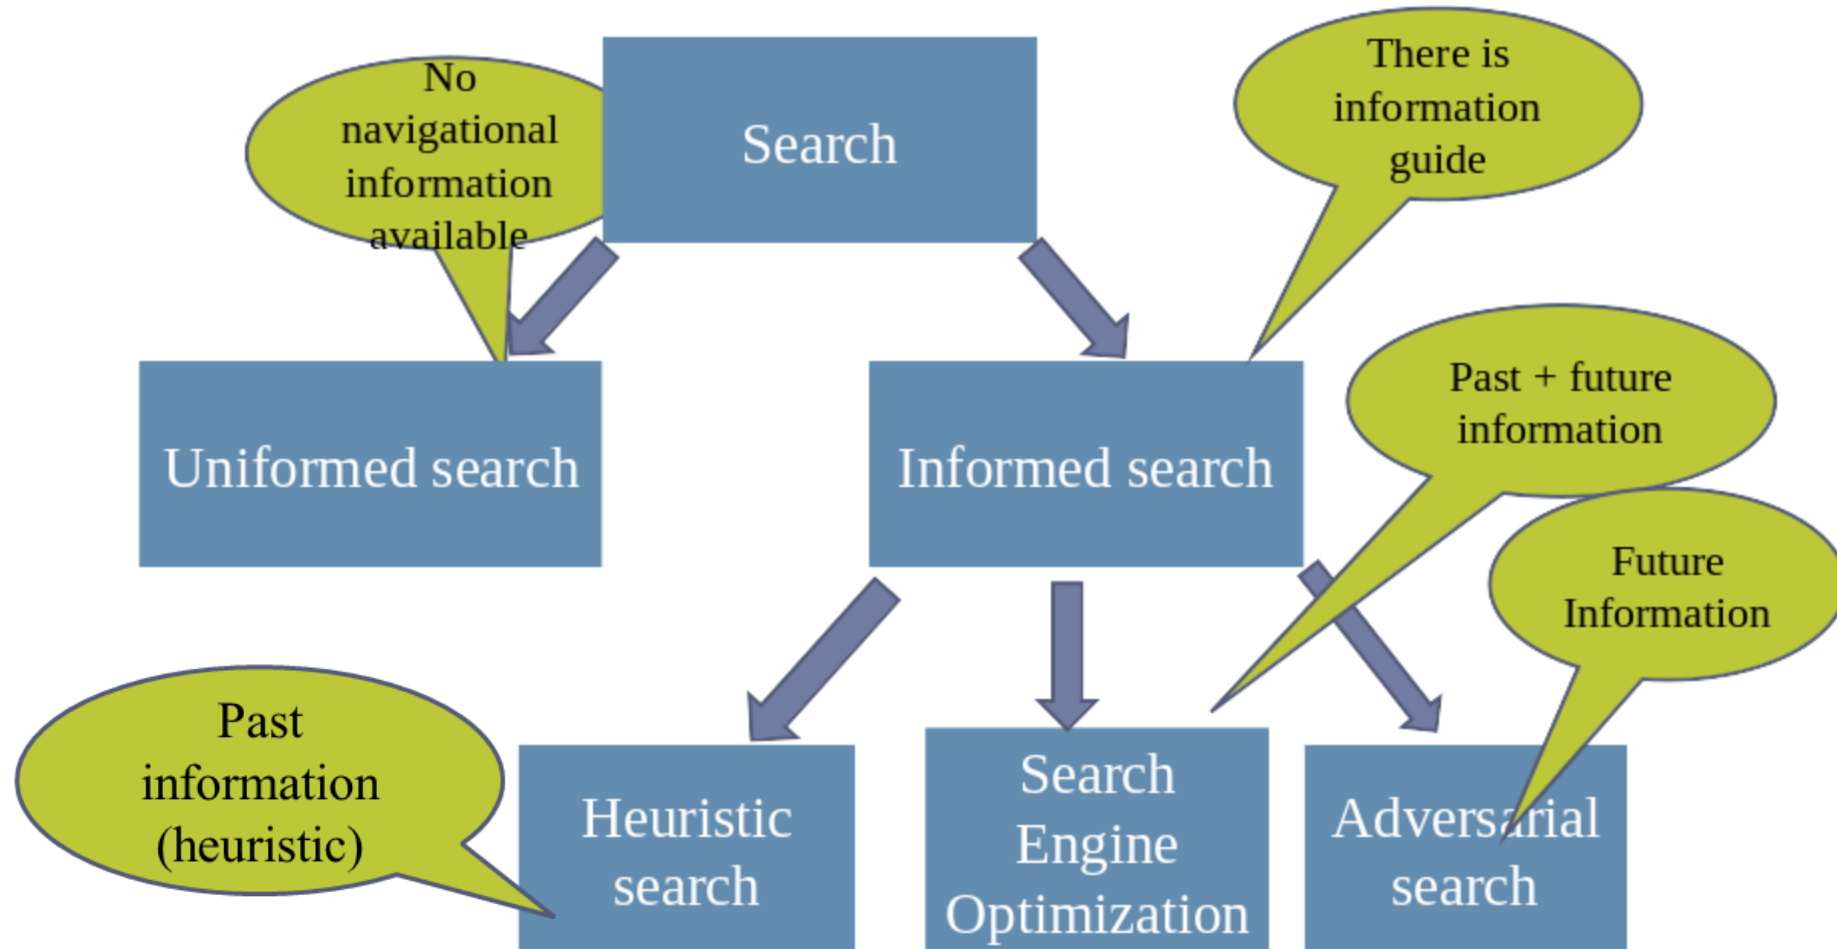 No
navigational
information
available
Search
There is
information
guide
Uniformed search
Informed search
Past + future
information
Future
Information
Past
information
(heuristic)
Heuristic
search
Search
Engine
Optimization
Adversarial
search